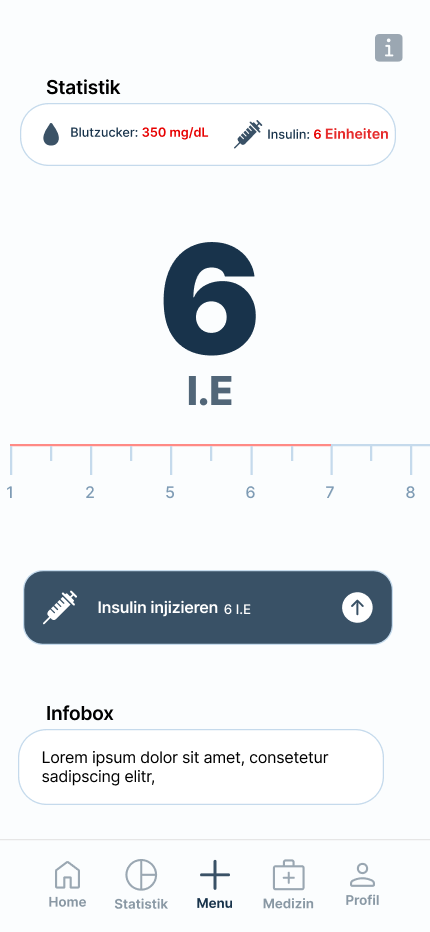 i
Statistik
Blutzucker: 350 mg/dL Insulin: 6 Einheiten
6
I.E
1 2 5 6 7 8
Insulin injizieren 6 I.E
Infobox
Lorem ipsum dolor sit amet, consetetur
sadipscing elitr,
Home Statistik Menu Medizin Profil